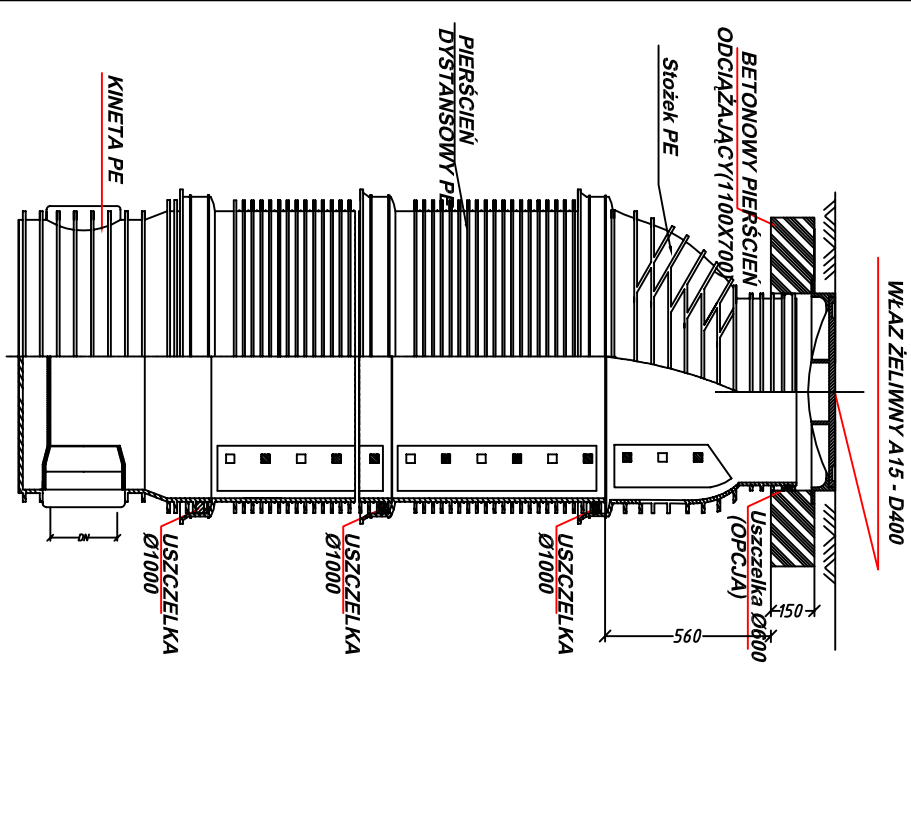 WŁAZ ŻELIWNY A15 - D400
BETONOWY PIERŚCIEŃ
ODCIĄŻAJĄCY(1100X700
Stożek PE
PIERŚCIEŃ
DYSTANSOWY PE
KINETA PE
150
Uszczelka Ø600
(OPCJA)
560
USZCZELKA
Ø1000
USZCZELKA
Ø1000
USZCZELKA
Ø1000
DN